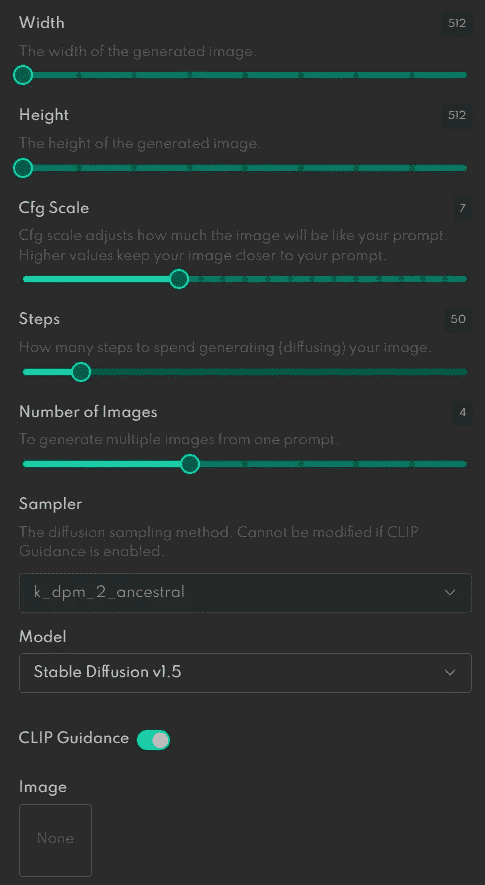 Width 512
The width of the generated image.
Height 512
The height of the generated image.
Cfg Scale 7
Cfg scale adjusts how much the image will be like your prompt.
Higher values keep your image closer to your prompt.
Steps 50
How many steps to spend generating (diffusing) your image.
Number of Images 4
To generate multiple images from one prompt.
Sampler
The diffusion sampling method. Cannot be modified if CLIP
Guidance is enabled.
k_dpm_2_ancestral
Model
Stable Diffusion v1.5
CLIP Guidance
Image
None